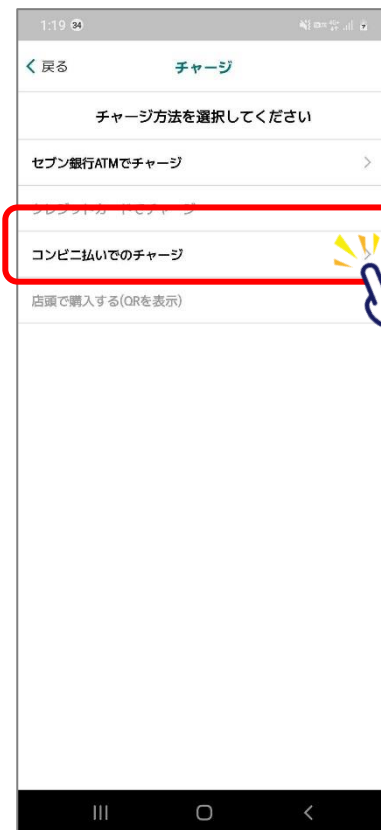 1:19 34
戻る
チャージ
チャージ方法を選択してください
セブン銀行ATMでチャージ
クレジットカードでチャージ
コンビニ払いでのチャージ
店頭で購入する(QRを表示)